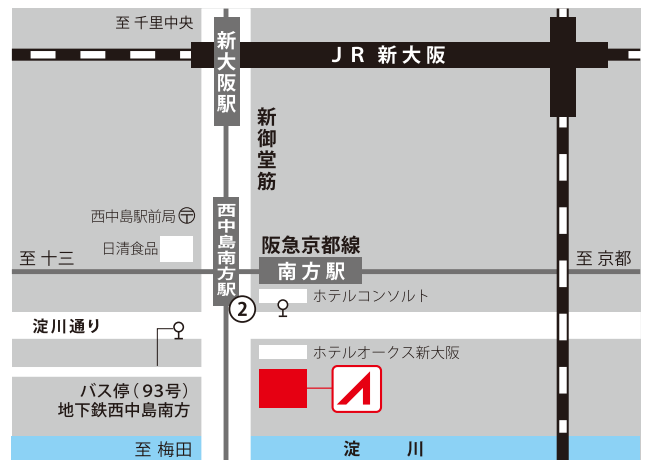 至 千里中央
新大阪駅
JR 新大阪
新御堂筋
西中島駅前局〒
日清食品
西中島南方駅
阪急京都線
至 十三
南方駅
至 京都
ホテルコンソルト
2
淀川通り
ホテルオークス新大阪
バス停（93号）
地下鉄西中島南方
至 梅田
淀 川